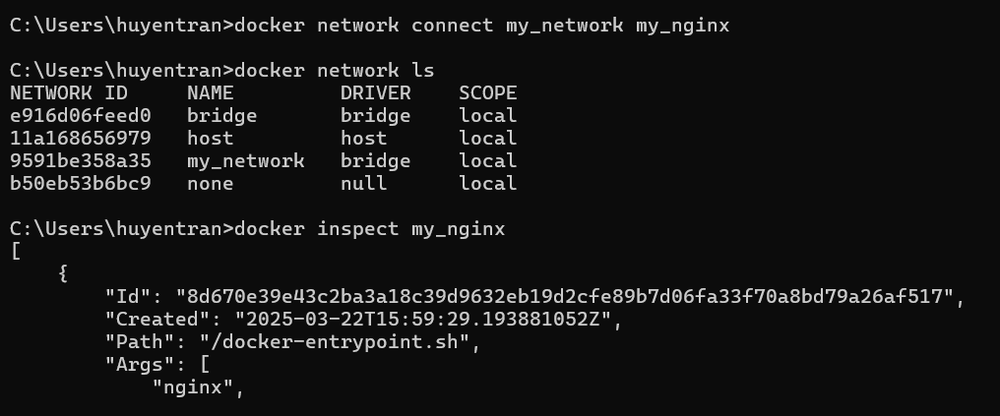 C:\Users\huyentran>docker network connect my_network my_nginx
C:\Users\huyentran>docker network ls
NETWORK ID     NAME         DRIVER    SCOPE
e916d06feed0   bridge       bridge    local
11a168656979   host         host      local
9591be358a35   my_network   bridge    local
b50eb53b6bc9   none         null      local
C:\Users\huyentran>docker inspect my_nginx
[
    {
        "Id": "8d670e39e43c2ba3a18c39d9632eb19d2cfe89b7d06fa33f70a8bd79a26af517",
        "Created": "2025-03-22T15:59:29.193881052Z",
        "Path": "/docker-entrypoint.sh",
        "Args": [
            "nginx",